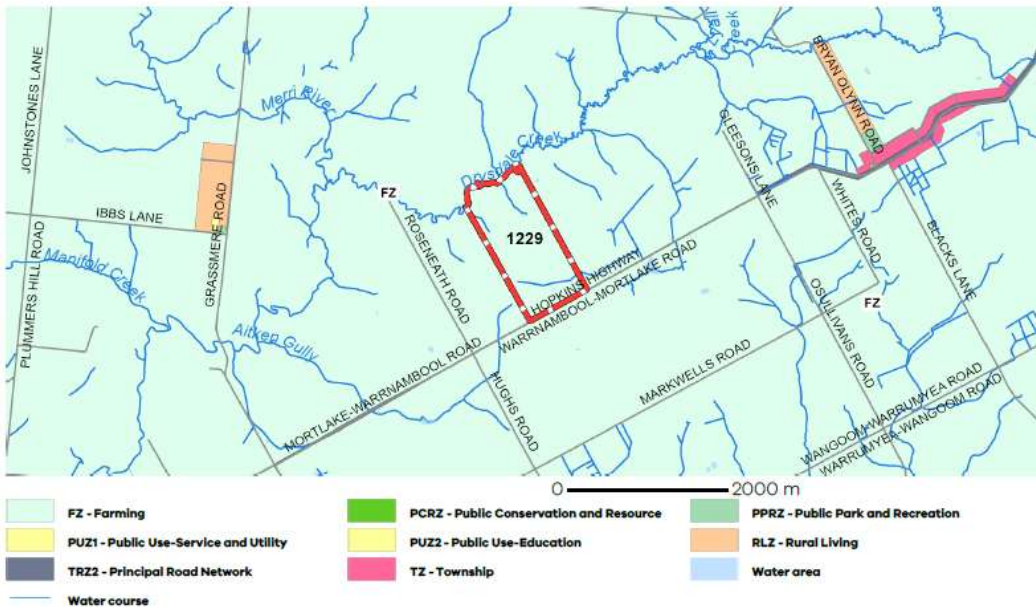 Lyall
Creek
BRYAN OLYNN ROAD
JOHNSTONES LANE
Merri River
GLEESONS LANE
Drysdale Creek
FZ
IBBS LANE
GRASSMERE ROAD
ROSENEATH ROAD
1229
WHITES ROAD
BLACKS LANE
HOPKINS HIGHWAY
WARRNAMBOOL-MORTLAKE ROAD
Manifold Creek
PLUMMERS HILL ROAD
Aitken Gully
OSULLIVANS ROAD
FZ
MORTLAKE-WARRNAMBOOL ROAD
HUGHS ROAD
MARKWELLS ROAD
WANGOOM-WARRUMYEA ROAD
WARRUMYEA-WANGOOM ROAD
0 2000 m
FZ - Farming
PCRZ - Public Conservation and Resource
PPRZ - Public Park and Recreation
PUZ1 - Public Use-Service and Utility
PUZ2 - Public Use-Education
RLZ - Rural Living
TRZ2 - Principal Road Network
TZ - Township
Water area
Water course